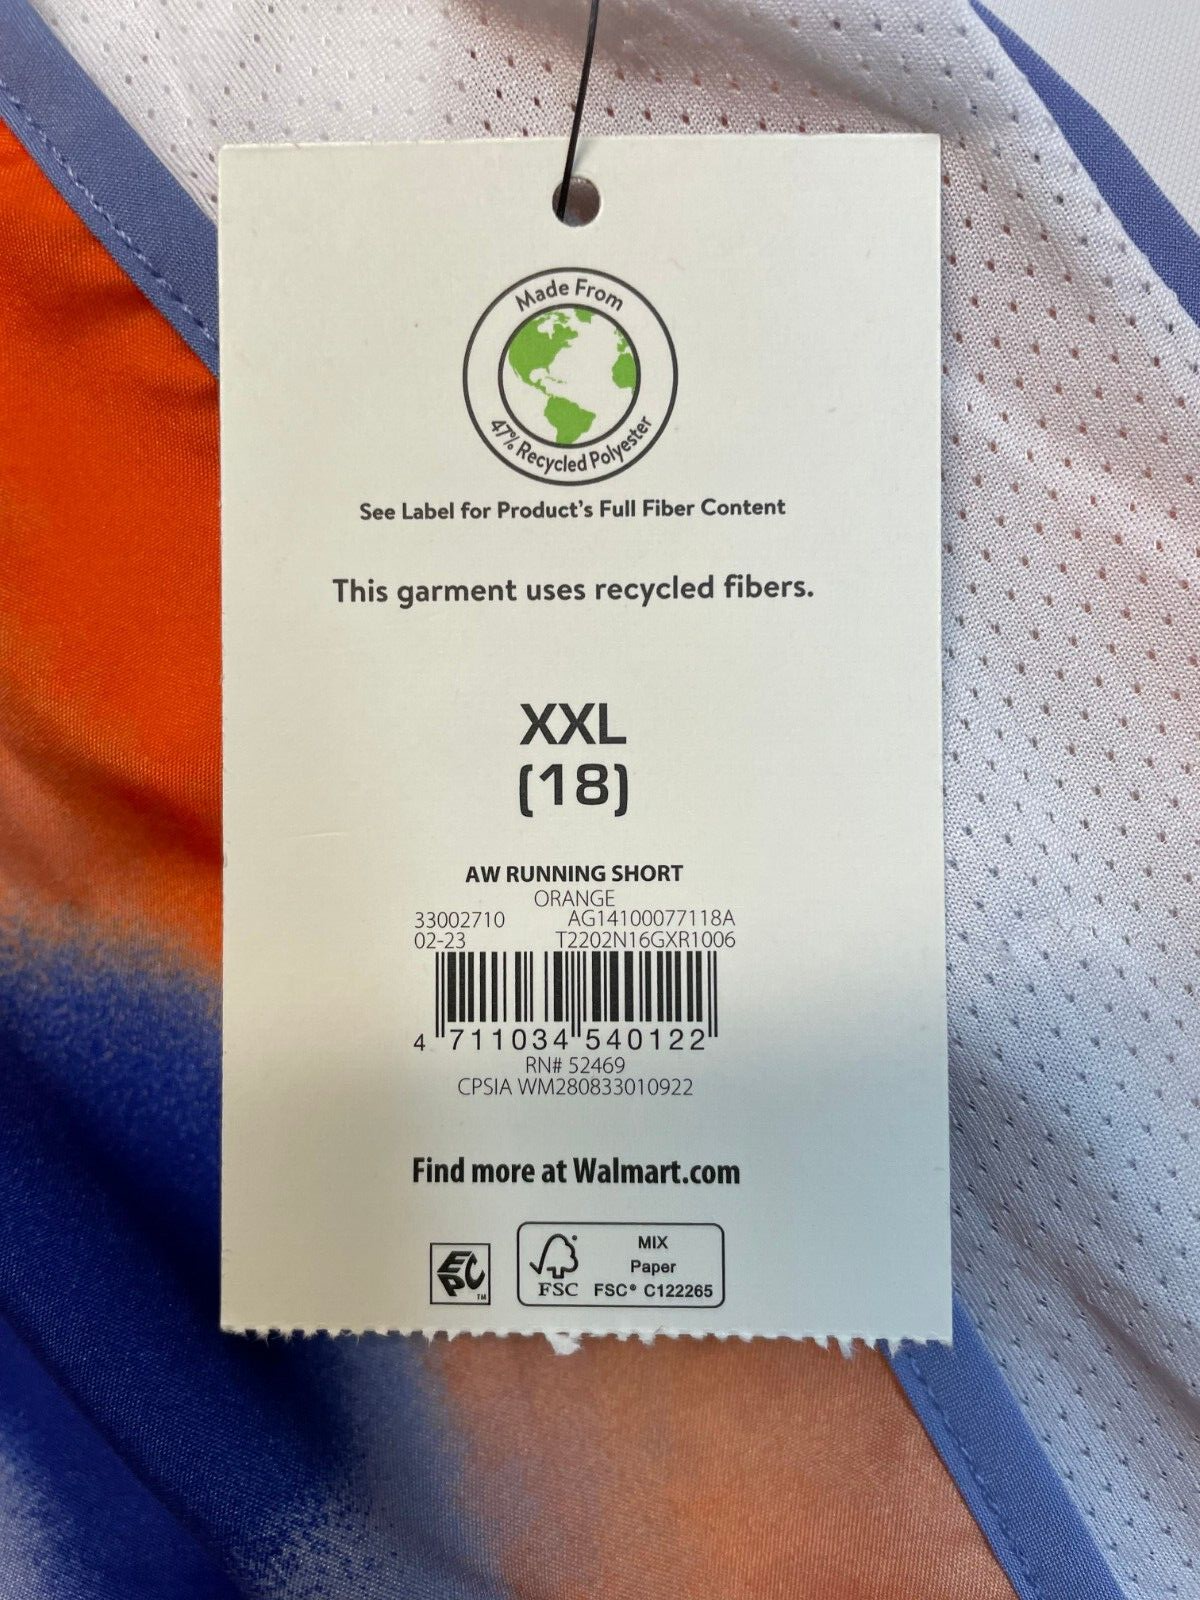 Made From
47% Recycled Polyester
See Label for Product's Full Fiber Content
This garment uses recycled fibers.
XXL
(18)
AW RUNNING SHORT
ORANGE
33002710 AG14100077118A
02-23 T2202N16GXR1006
4 711034 540122
RN# 52469
CPSIA WM280833010922
Find more at Walmart.com
EPC TM
FSC
MIX
Paper
FSC® C122265